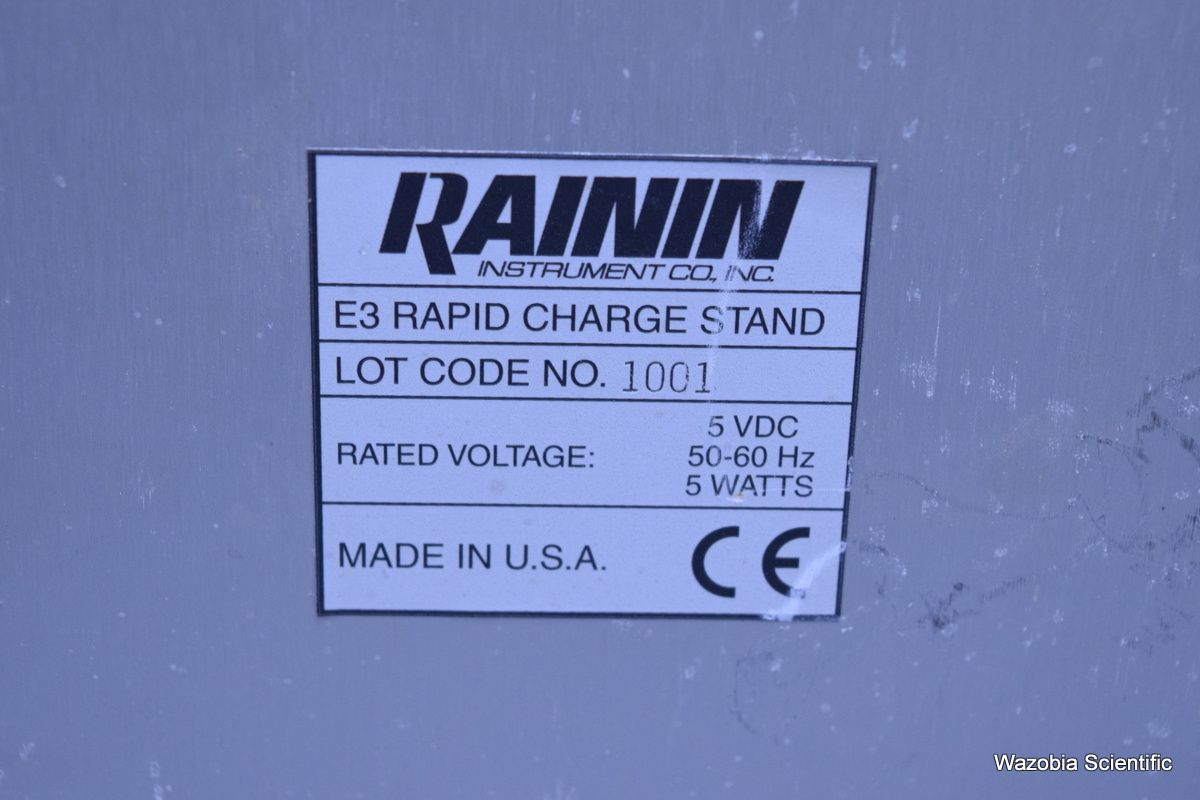 RAININ
INSTRUMENT CO., INC.
E3 RAPID CHARGE STAND
LOT CODE NO. 1001
RATED VOLTAGE:
5 VDC
50-60 Hz
5 WATTS
MADE IN U.S.A.
CE
Wazobia Scientific